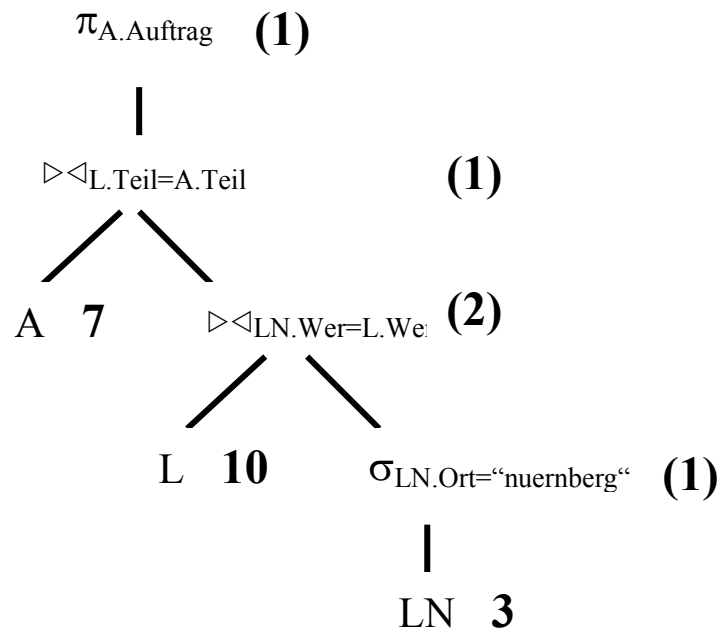 πA.Auftrag (1)
▷◁L.Teil=A.Teil (1)
A 7 ▷◁LN.Wer=L.Wer (2)
L 10 σLN.Ort=“nuernberg“ (1)
LN 3